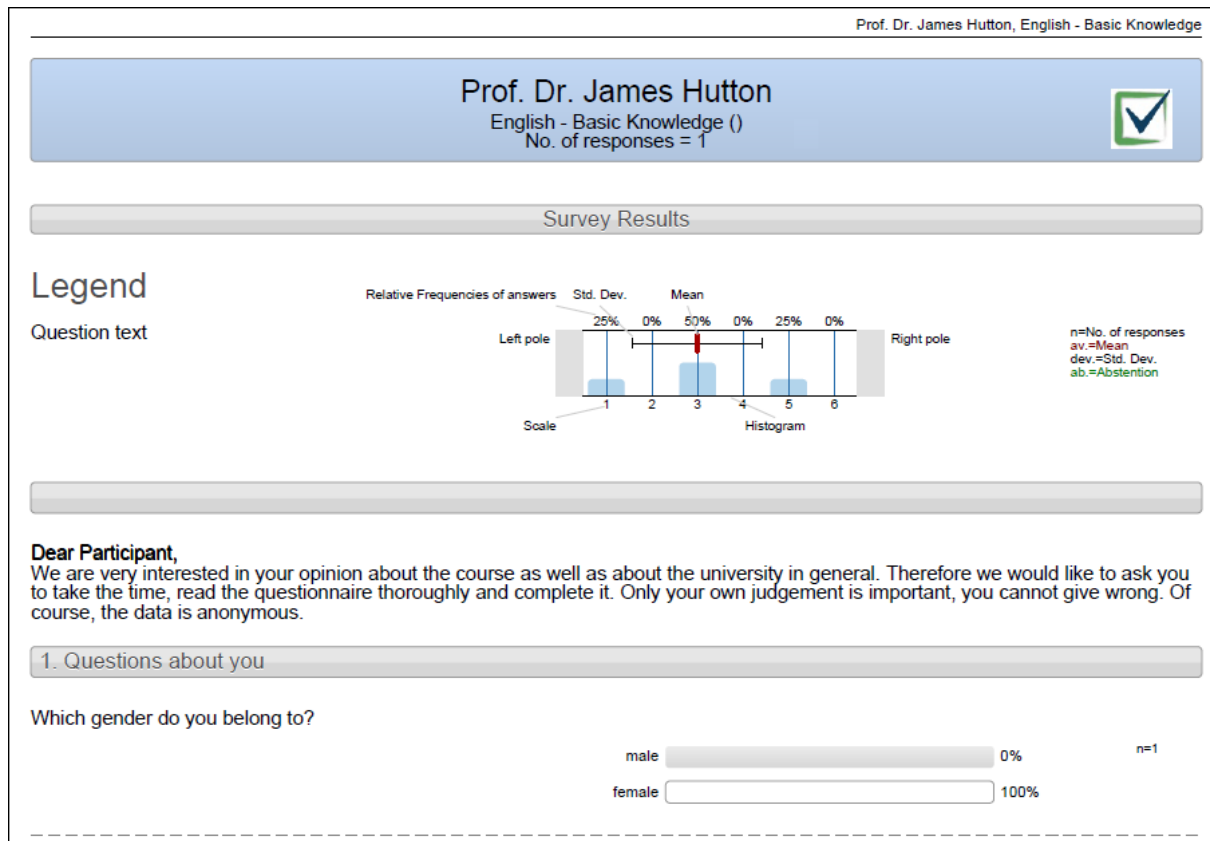 Prof. Dr. James Hutton, English - Basic Knowledge
Prof. Dr. James Hutton
English - Basic Knowledge ()
No. of responses = 1
Survey Results
Legend
Question text
Relative Frequencies of answers Std. Dev. Mean
25% 0% 50% 0% 25% 0%
Left pole
Right pole
1 2 3 4 5 6
Scale
Histogram
n=No. of responses
av.=Mean
dev.=Std. Dev.
ab.=Abstention
Dear Participant,
We are very interested in your opinion about the course as well as about the university in general. Therefore we would like to ask you
to take the time, read the questionnaire thoroughly and complete it. Only your own judgement is important, you cannot give wrong. Of
course, the data is anonymous.
1. Questions about you
Which gender do you belong to?
male 0% n=1
female 100%